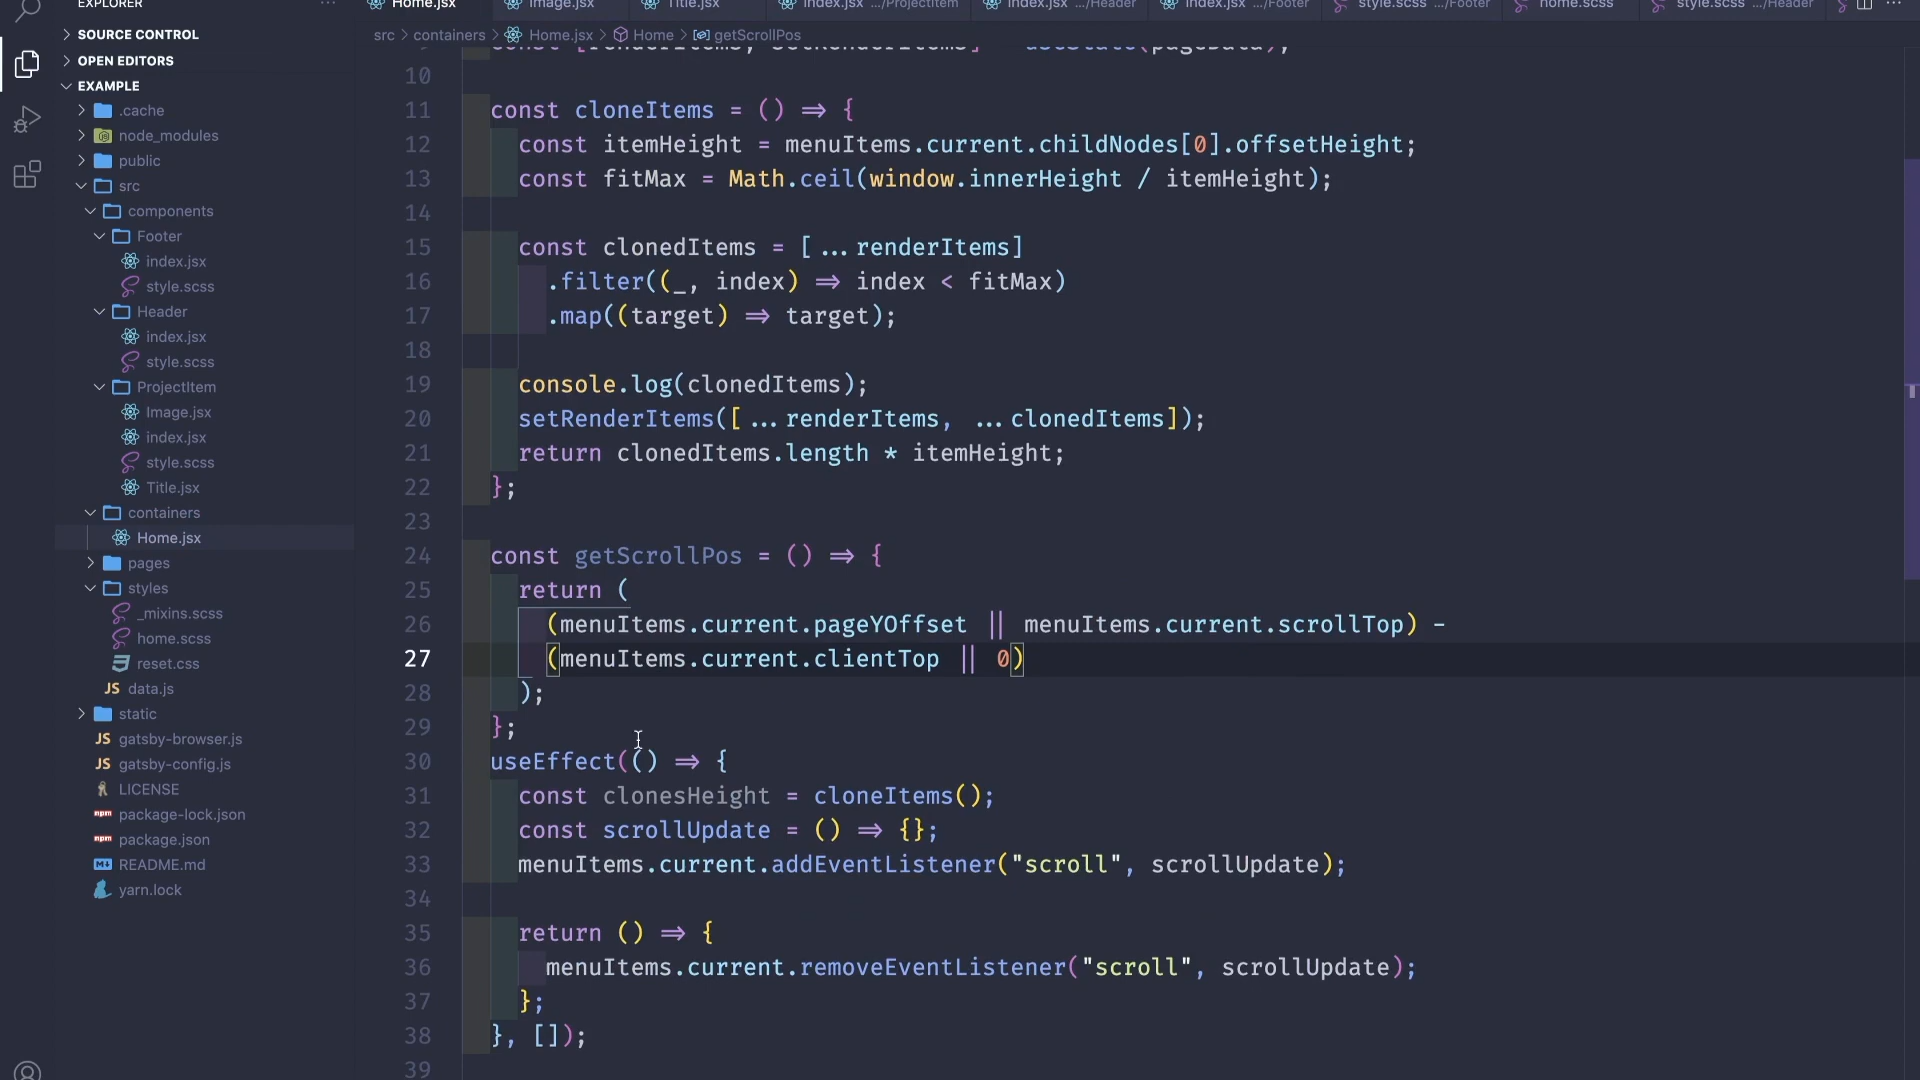 EXPLORER
SOURCE CONTROL
OPEN EDITORS
EXAMPLE
.cache
node_modules
public
src
components
Footer
index.jsx
style.scss
Header
index.jsx
style.scss
ProjectItem
Image.jsx
index.jsx
style.scss
Title.jsx
containers
Home.jsx
pages
styles
_mixins.scss
home.scss
reset.css
JS data.js
static
JS gatsby-browser.js
JS gatsby-config.js
LICENSE
package-lock.json
package.json
README.md
yarn.lock
Home.jsx Image.jsx Title.jsx index.jsx .../ProjectItem index.jsx .../Header index.jsx .../Footer style.scss .../Footer home.scss style.scss .../Header
src > containers > Home.jsx > Home > getScrollPos
const [renderItems, setRenderItems] = useState(pageData);
10
11 const cloneItems = () => {
12 const itemHeight = menuItems.current.childNodes[0].offsetHeight;
13 const fitMax = Math.ceil(window.innerHeight / itemHeight);
14
15 const clonedItems = [...renderItems]
16 .filter((_, index) => index < fitMax)
17 .map((target) => target);
18
19 console.log(clonedItems);
20 setRenderItems([...renderItems, ...clonedItems]);
21 return clonedItems.length * itemHeight;
22 };
23
24 const getScrollPos = () => {
25 return (
26 (menuItems.current.pageYOffset || menuItems.current.scrollTop) -
27 (menuItems.current.clientTop || 0)
28 );
29 };
30 useEffect(() => {
31 const clonesHeight = cloneItems();
32 const scrollUpdate = () => {};
33 menuItems.current.addEventListener("scroll", scrollUpdate);
34
35 return () => {
36 menuItems.current.removeEventListener("scroll", scrollUpdate);
37 };
38 }, []);
39